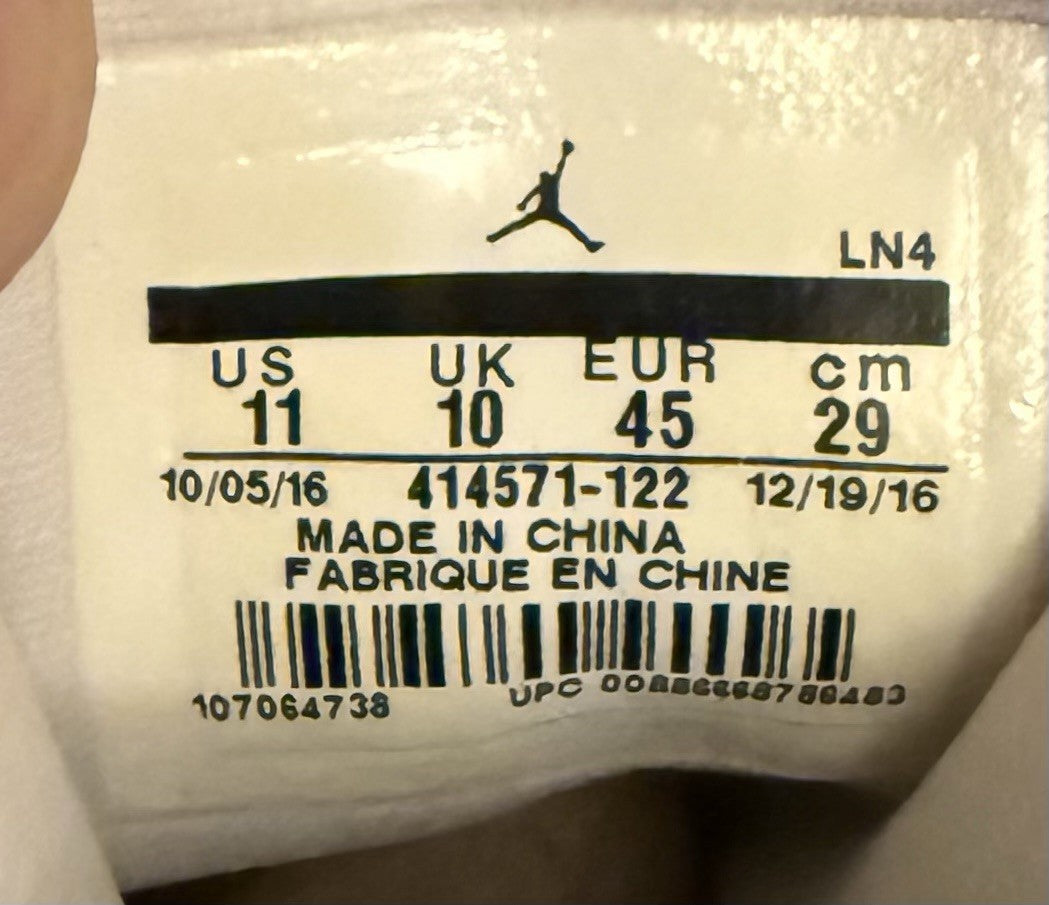 LN4
US UK EUR cm
11 10 45 29
10/05/16 414571-122 12/19/16
MADE IN CHINA
FABRIQUE EN CHINE
107064738 UPC